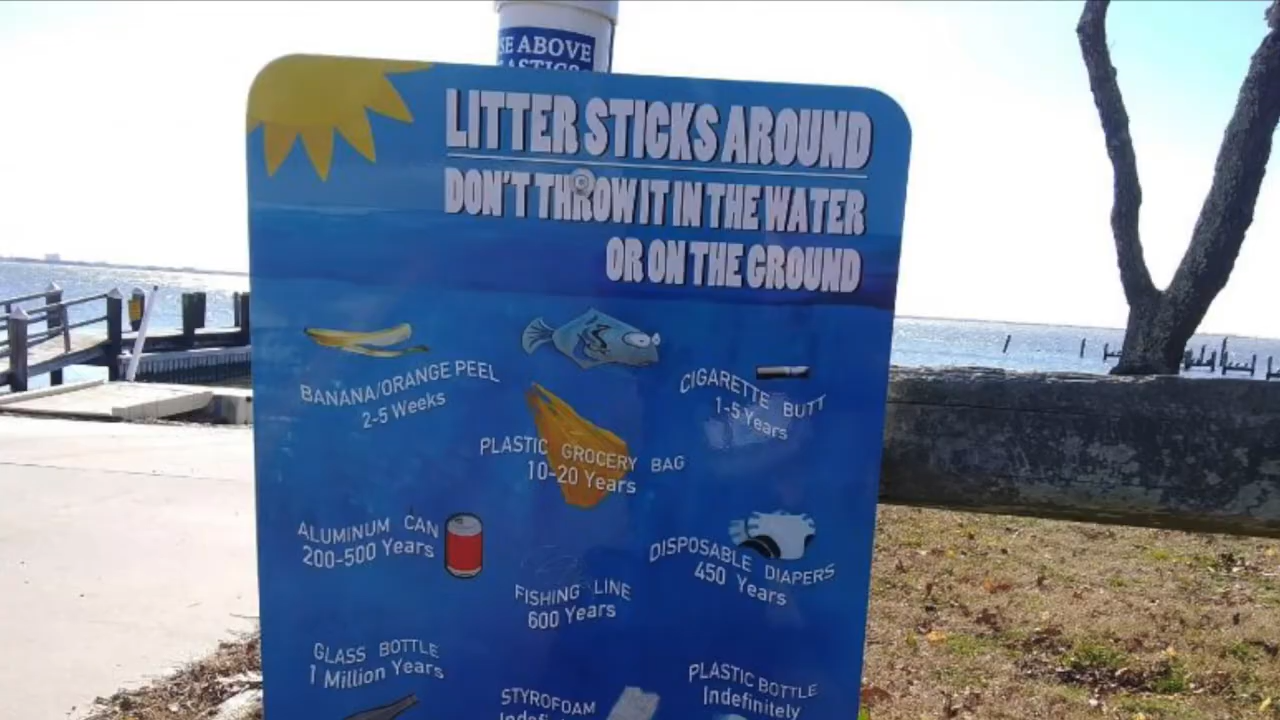 SE ABOVE
LITTER STICKS AROUND
DON'T THROW IT IN THE WATER
OR ON THE GROUND
BANANA/ORANGE PEEL
2-5 Weeks
CIGARETTE BUTT
1-5 Years
PLASTIC GROCERY BAG
10-20 Years
ALUMINUM CAN
200-500 Years
DISPOSABLE DIAPERS
450 Years
FISHING LINE
600 Years
GLASS BOTTLE
1 Million Years
PLASTIC BOTTLE
Indefinitely
STYROFOAM